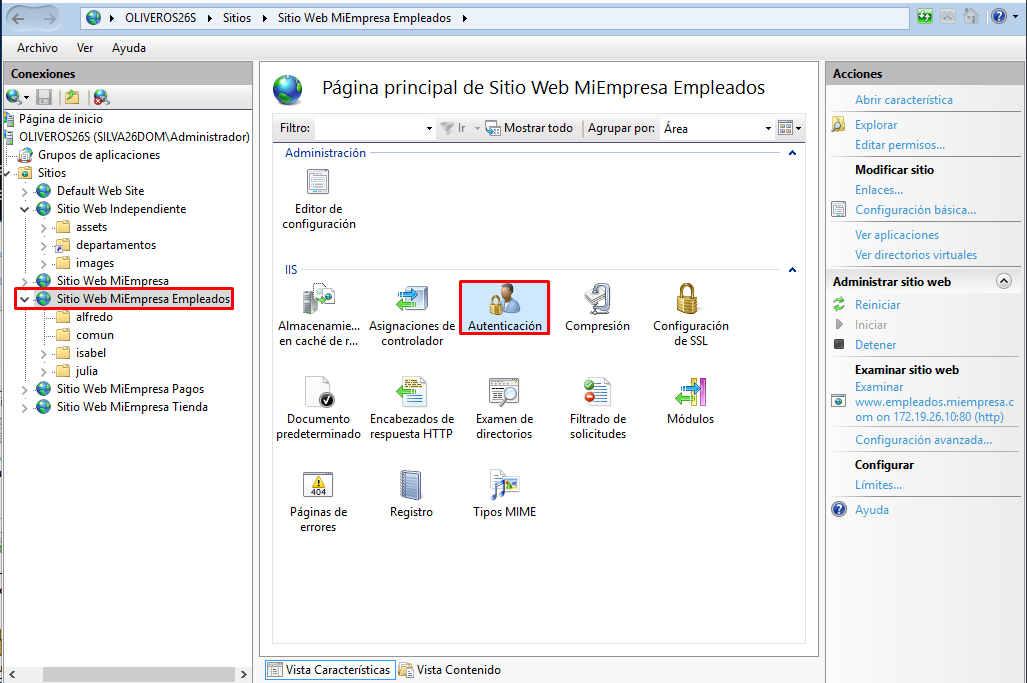 OLIVEROS26S Sitios Sitio Web MiEmpresa Empleados
Archivo Ver Ayuda
Conexiones
Página de inicio
OLIVEROS26S (SILVA26DOM\Administrador)
Grupos de aplicaciones
Sitios
Default Web Site
Sitio Web Independiente
assets
departamentos
images
Sitio Web MiEmpresa
Sitio Web MiEmpresa Empleados
alfredo
comun
isabel
julia
Sitio Web MiEmpresa Pagos
Sitio Web MiEmpresa Tienda
Página principal de Sitio Web MiEmpresa Empleados
Filtro: Ir Mostrar todo Agrupar por: Área
Administración
Editor de
configuración
IIS
Almacenamie...
en caché de r...
Asignaciones de
controlador
Autenticación
Compresión
Configuración
de SSL
Documento
predeterminado
Encabezados de
respuesta HTTP
Examen de
directorios
Filtrado de
solicitudes
Módulos
404
Páginas de
errores
Registro
Tipos MIME
Vista Características Vista Contenido
Acciones
Abrir característica
Explorar
Editar permisos...
Modificar sitio
Enlaces...
Configuración básica...
Ver aplicaciones
Ver directorios virtuales
Administrar sitio web
Reiniciar
Iniciar
Detener
Examinar sitio web
Examinar
www.empleados.miempresa.c
om on 172.19.26.10:80 (http)
Configuración avanzada...
Configurar
Límites...
Ayuda